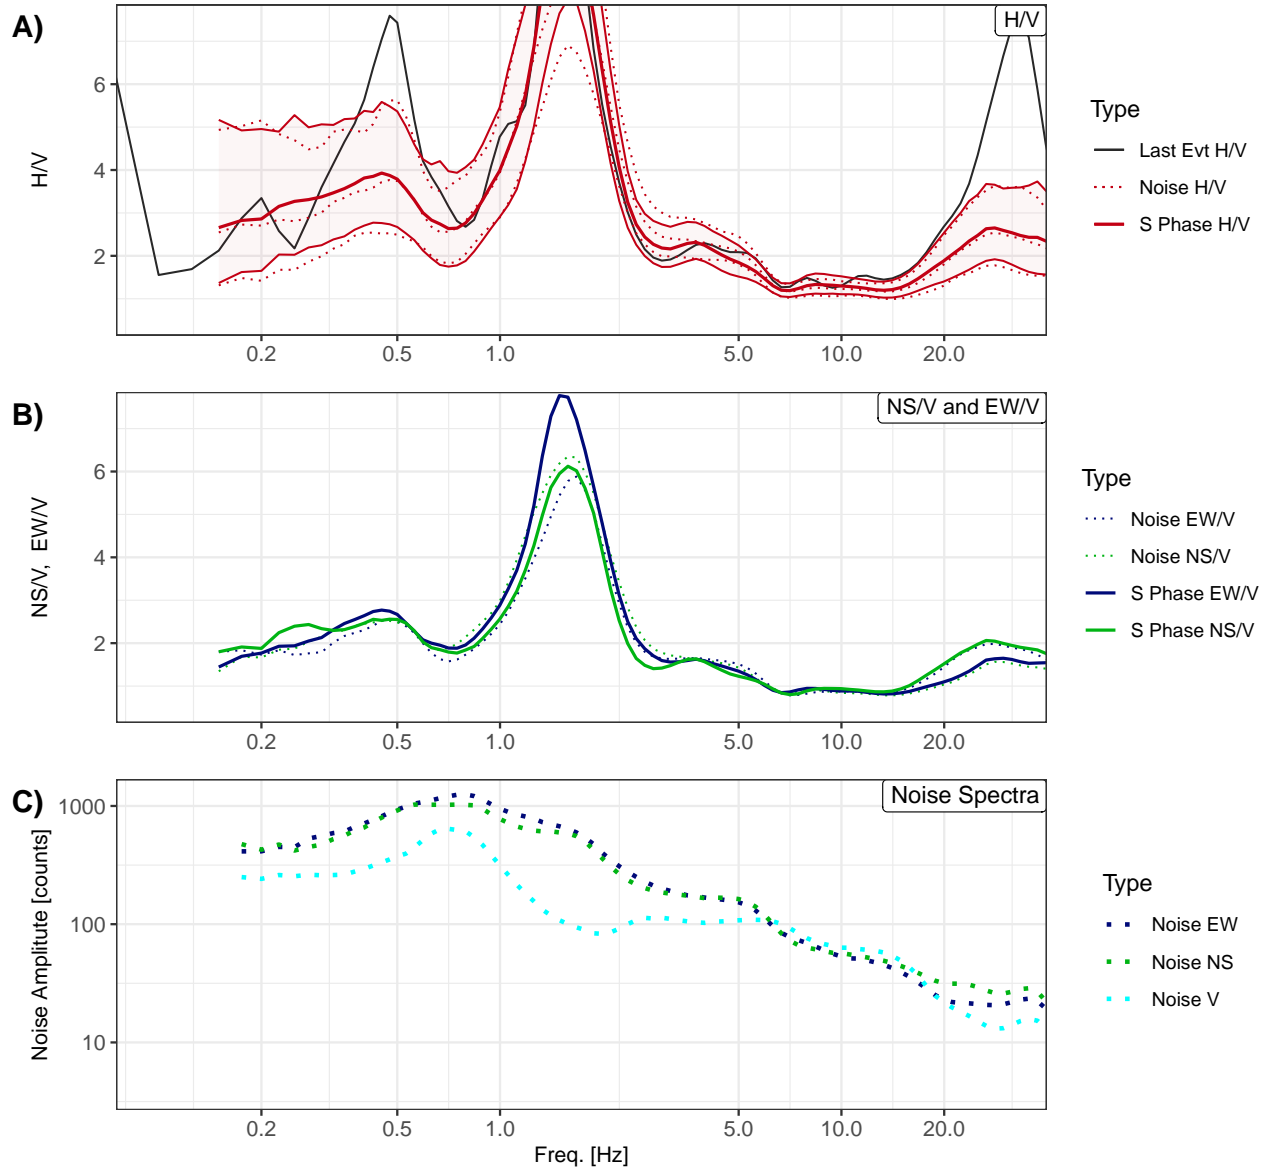 A)
H/V
6
4
2
H/V
0.2 0.5 1.0 5.0 10.0 20.0
Type
Last Evt H/V
Noise H/V
S Phase H/V
B)
NS/V and EW/V
6
4
2
NS/V, EW/V
0.2 0.5 1.0 5.0 10.0 20.0
Type
Noise EW/V
Noise NS/V
S Phase EW/V
S Phase NS/V
C)
Noise Spectra
1000
100
10
Noise Amplitute [counts]
0.2 0.5 1.0 5.0 10.0 20.0
Freq. [Hz]
Type
Noise EW
Noise NS
Noise V